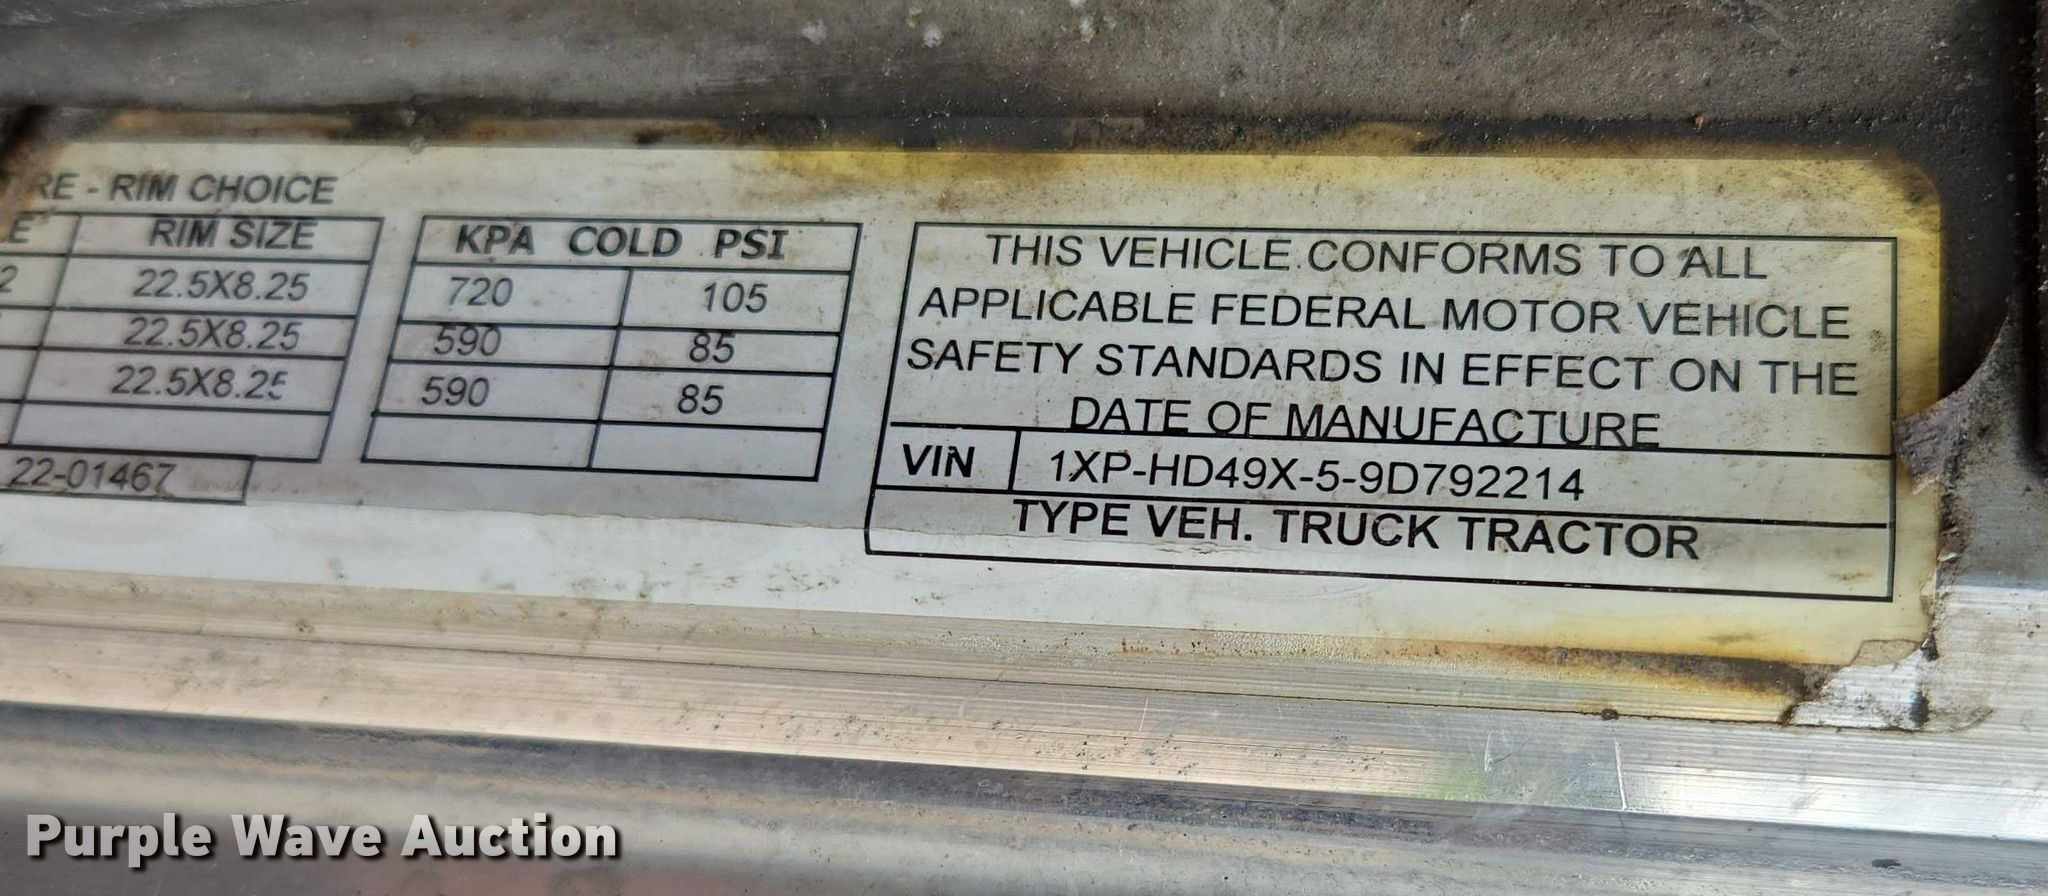 RE - RIM CHOICE
E RIM SIZE
2 22.5X8.25
22.5X8.25
22.5X8.25
22-01467
KPA COLD PSI
720 105
590 85
590 85
THIS VEHICLE CONFORMS TO ALL
APPLICABLE FEDERAL MOTOR VEHICLE
SAFETY STANDARDS IN EFFECT ON THE
DATE OF MANUFACTURE
VIN 1XP-HD49X-5-9D792214
TYPE VEH. TRUCK TRACTOR
Purple Wave Auction